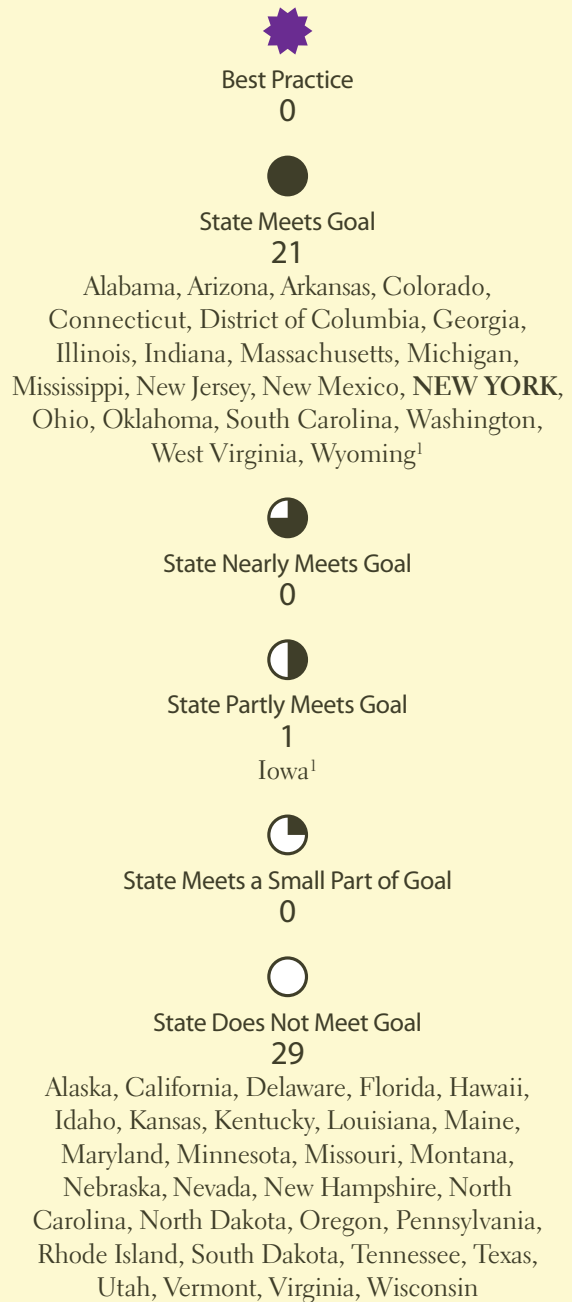 Best Practice
0
State Meets Goal
21
Alabama, Arizona, Arkansas, Colorado,
Connecticut, District of Columbia, Georgia,
Illinois, Indiana, Massachusetts, Michigan,
Mississippi, New Jersey, New Mexico, NEW YORK,
Ohio, Oklahoma, South Carolina, Washington,
West Virginia, Wyoming¹
State Nearly Meets Goal
0
State Partly Meets Goal
1
Iowa¹
State Meets a Small Part of Goal
0
State Does Not Meet Goal
29
Alaska, California, Delaware, Florida, Hawaii,
Idaho, Kansas, Kentucky, Louisiana, Maine,
Maryland, Minnesota, Missouri, Montana,
Nebraska, Nevada, New Hampshire, North
Carolina, North Dakota, Oregon, Pennsylvania,
Rhode Island, South Dakota, Tennessee, Texas,
Utah, Vermont, Virginia, Wisconsin